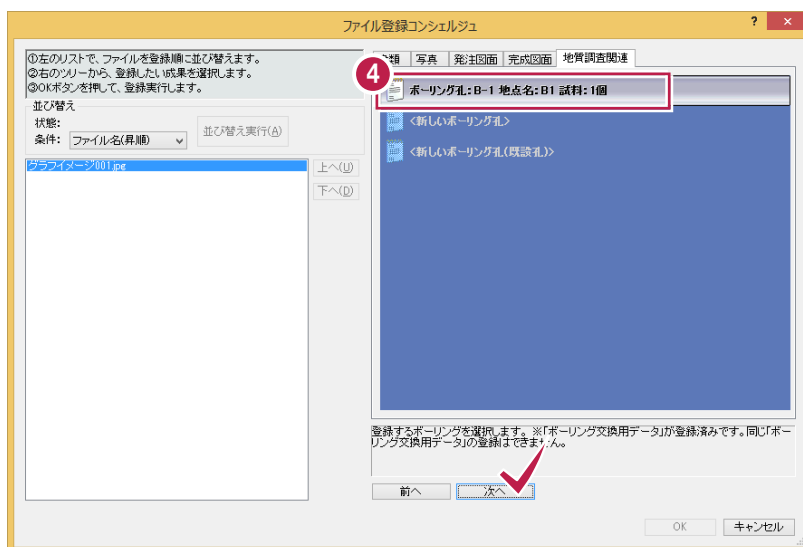 ファイル登録コンシェルジュ
? ×
①左のリストで、ファイルを登録順に並び替えます。
②右のツリーから、登録したい成果を選択します。
③OKボタンを押して、登録実行します。
並び替え
状態:
条件: ファイル名(昇順)
並び替え実行(A)
グラフイメージ001.jpg
上へ(U)
下へ(D)
類 写真 発注図面 完成図面 地質調査関連
4
ボーリング孔:B-1 地点名:B1 試料:1個
<新しいボーリング孔>
<新しいボーリング孔(既設孔)>
登録するボーリングを選択します。※「ボーリング交換用データ」が登録済みです。同じ「ボー
リング交換用データ」の登録はできません。
前へ 次へ
OK キャンセル